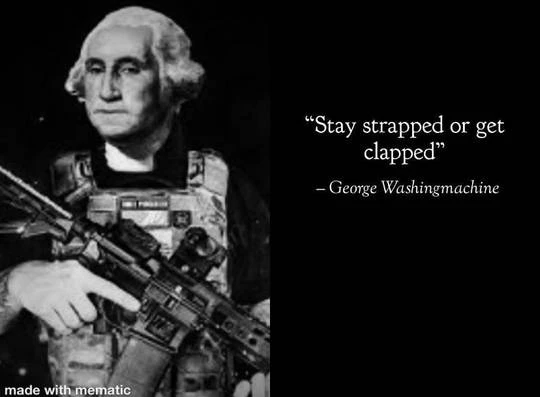 “Stay strapped or get
clapped”
– George Washingmachine
made with mematic